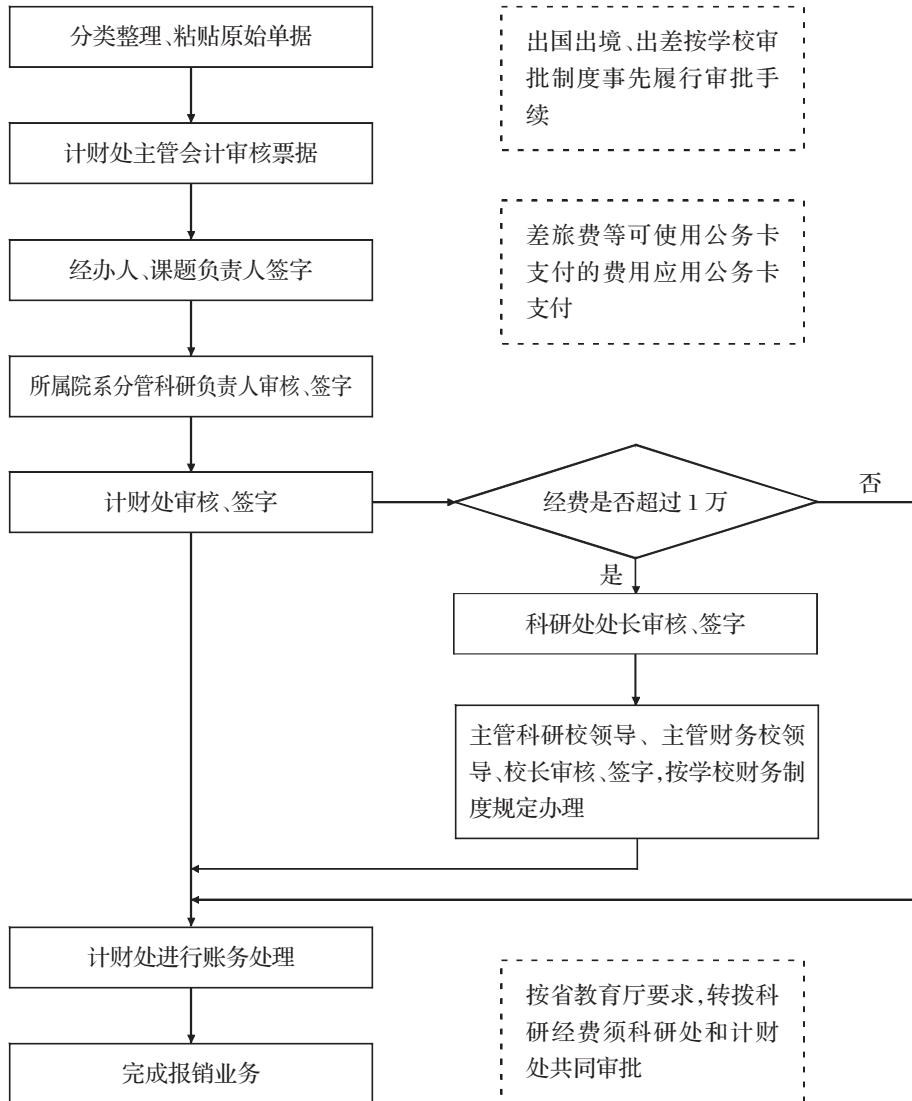 分类整理、粘贴原始单据
出国出境、出差按学校审
批制度事先履行审批手
续
计财处主管会计审核票据
差旅费等可使用公务卡
支付的费用应用公务卡
支付
经办人、课题负责人签字
所属院系分管科研负责人审核、签字
计财处审核、签字
经费是否超过 1 万
否
是
科研处处长审核、签字
主管科研校领导、主管财务校领
导、校长审核、签字,按学校财务制
度规定办理
计财处进行账务处理
按省教育厅要求,转拨科
研经费须科研处和计财
处共同审批
完成报销业务